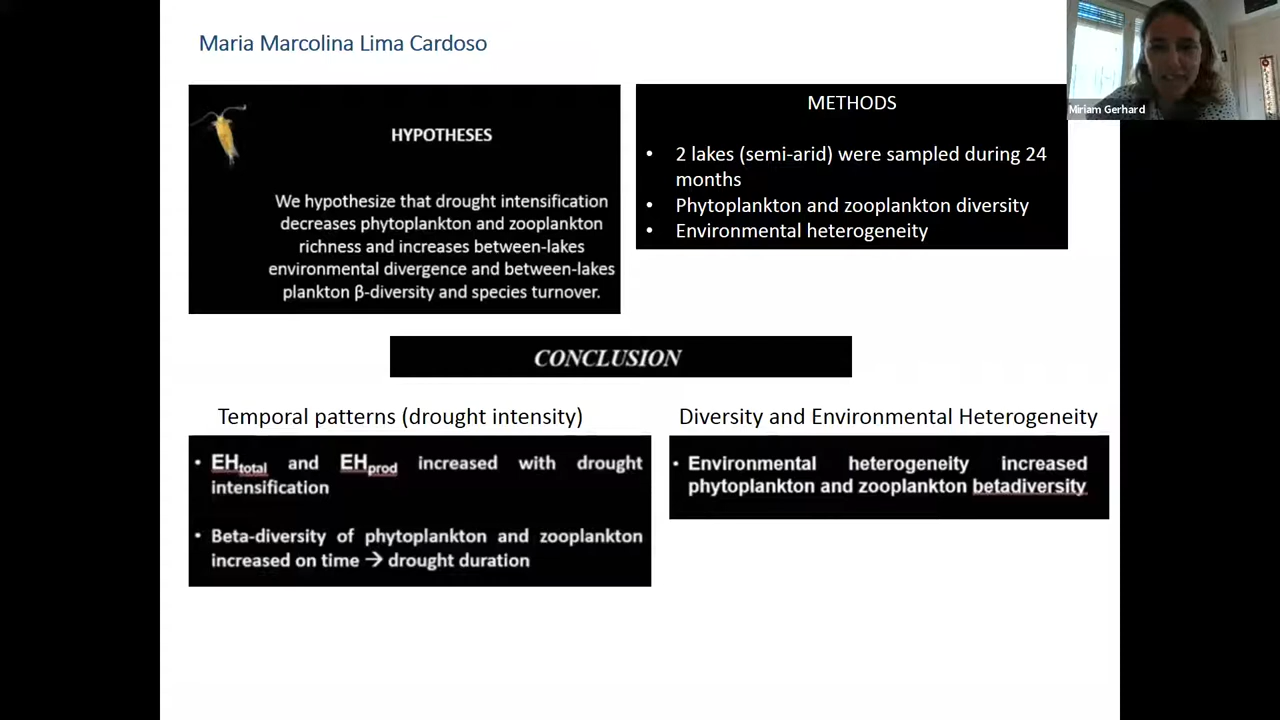 Maria Marcolina Lima Cardoso
HYPOTHESES
We hypothesize that drought intensification
decreases phytoplankton and zooplankton
richness and increases between-lakes
environmental divergence and between-lakes
plankton β-diversity and species turnover.
METHODS
• 2 lakes (semi-arid) were sampled during 24
months
• Phytoplankton and zooplankton diversity
• Environmental heterogeneity
Miriam Gerhard
CONCLUSION
Temporal patterns (drought intensity)
• EHtotal and EHprod increased with drought
intensification
• Beta-diversity of phytoplankton and zooplankton
increased on time → drought duration
Diversity and Environmental Heterogeneity
• Environmental heterogeneity increased
phytoplankton and zooplankton betadiversity